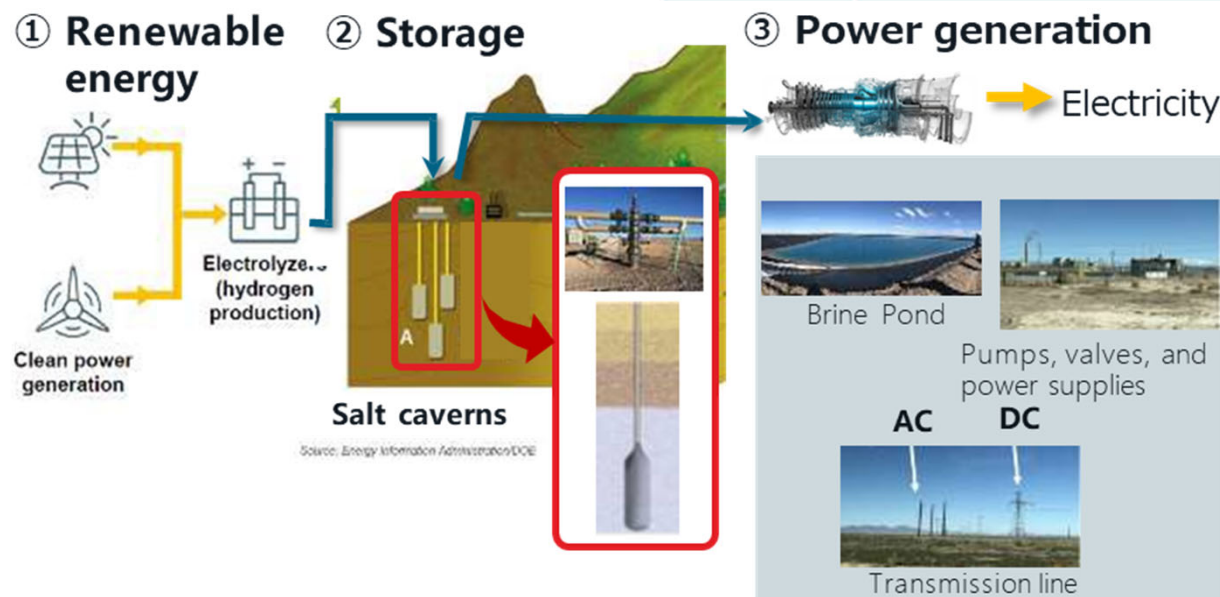 ① Renewable
energy
② Storage
③ Power generation
Electricity
+ −
Electrolyzers
(hydrogen
production)
Clean power
generation
A
Salt caverns
Source: Energy Information Administration/DOE
Brine Pond
Pumps, valves, and
power supplies
AC
DC
Transmission line